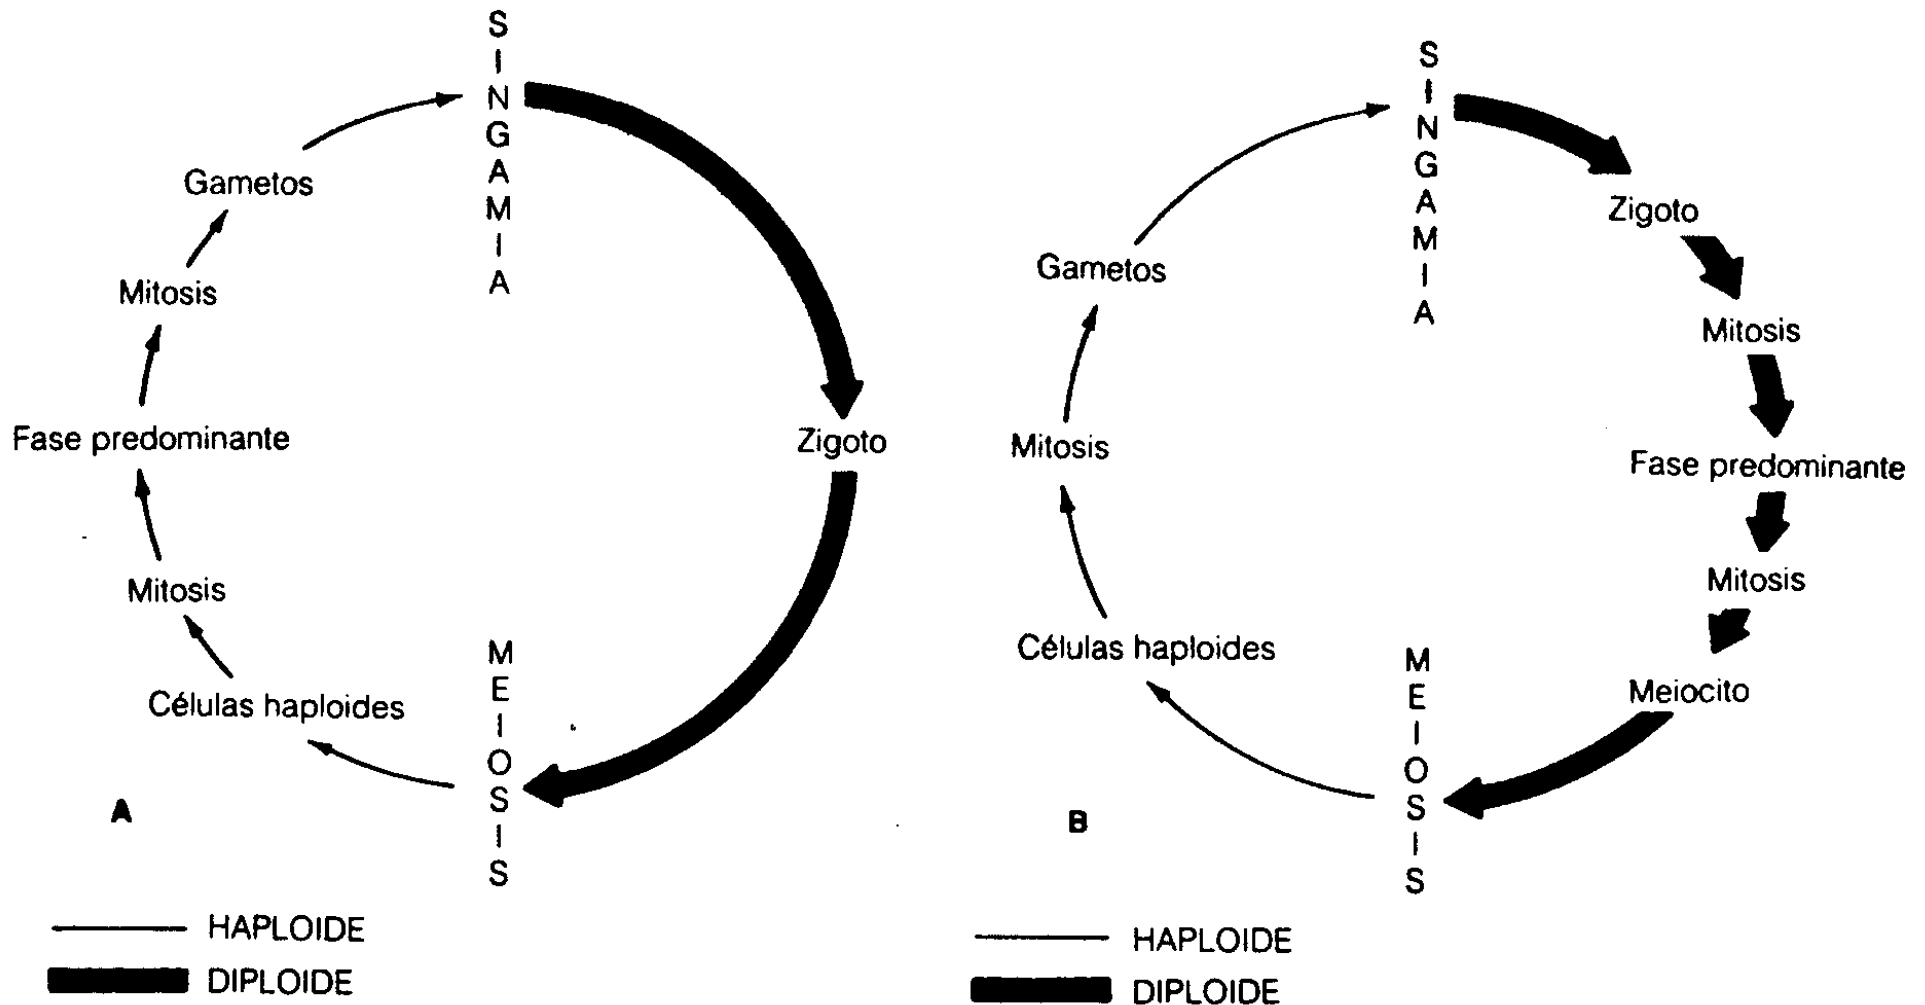 SINGAMIA
Gametos
Mitosis
Fase predominante
Zigoto
Mitosis
Células haploides
MEIOSIS
A
HAPLOIDE
DIPLOIDE
SINGAMIA
Zigoto
Gametos
Mitosis
Mitosis
Fase predominante
Mitosis
Células haploides
Meiocito
MEIOSIS
B
HAPLOIDE
DIPLOIDE